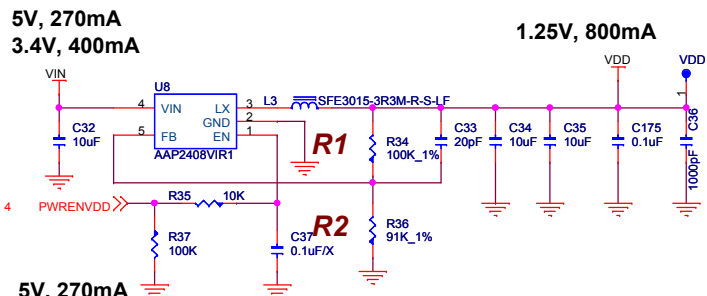 5V, 270mA
3.4V, 400mA
1.25V, 800mA
VIN
VDD
VDD
U8
4
VIN
LX
3
L3
SFE3015-3R3M-R-S-LF
GND
2
5
FB
EN
1
AAP2408VIR1
C32
10uF
R1
R34
100K_1%
C33
20pF
C34
10uF
C35
10uF
C175
0.1uF
1
C36
1000pF
4
PWRENVDD
R35
10K
R37
100K
C37
0.1uF/X
R2
R36
91K_1%
5V, 270mA